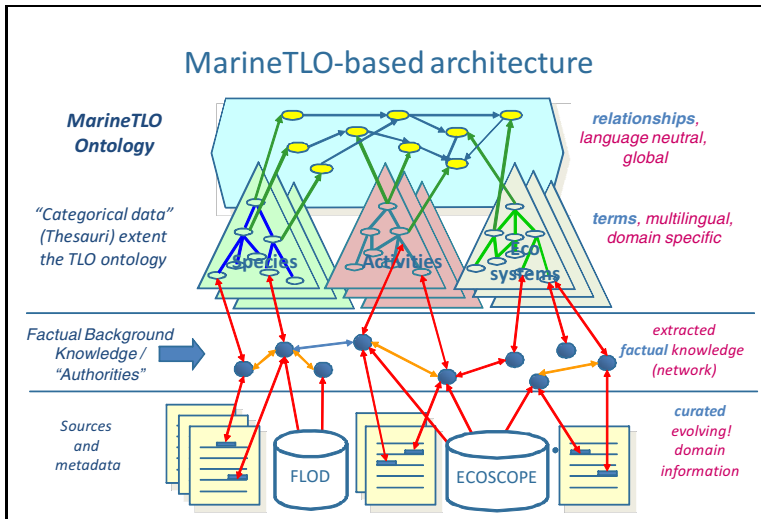 MarineTLO-based architecture
MarineTLO
Ontology
relationships,
language neutral,
global
“Categorical data”
(Thesauri) extent
the TLO ontology
Species
Activities
Eco
systems
terms, multilingual,
domain specific
Factual Background
Knowledge /
“Authorities”
extracted
factual knowledge
(network)
Sources
and
metadata
FLOD
ECOSCOPE
curated
evolving!
domain
information